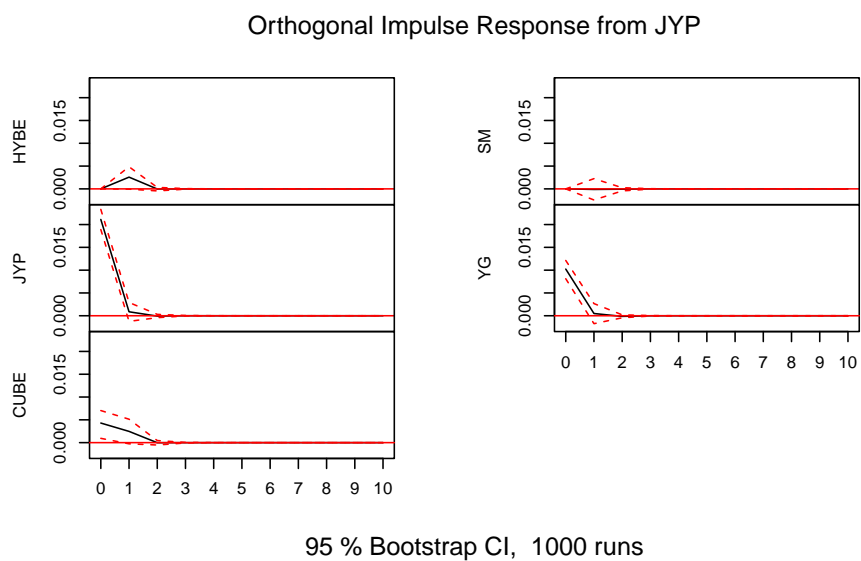 Orthogonal Impulse Response from JYP
HYBE
0.000 0.015
JYP
0.000 0.015
CUBE
0.000 0.015
0 1 2 3 4 5 6 7 8 9 10
SM
0.000 0.015
YG
0.000 0.015
0 1 2 3 4 5 6 7 8 9 10
95 % Bootstrap CI, 1000 runs